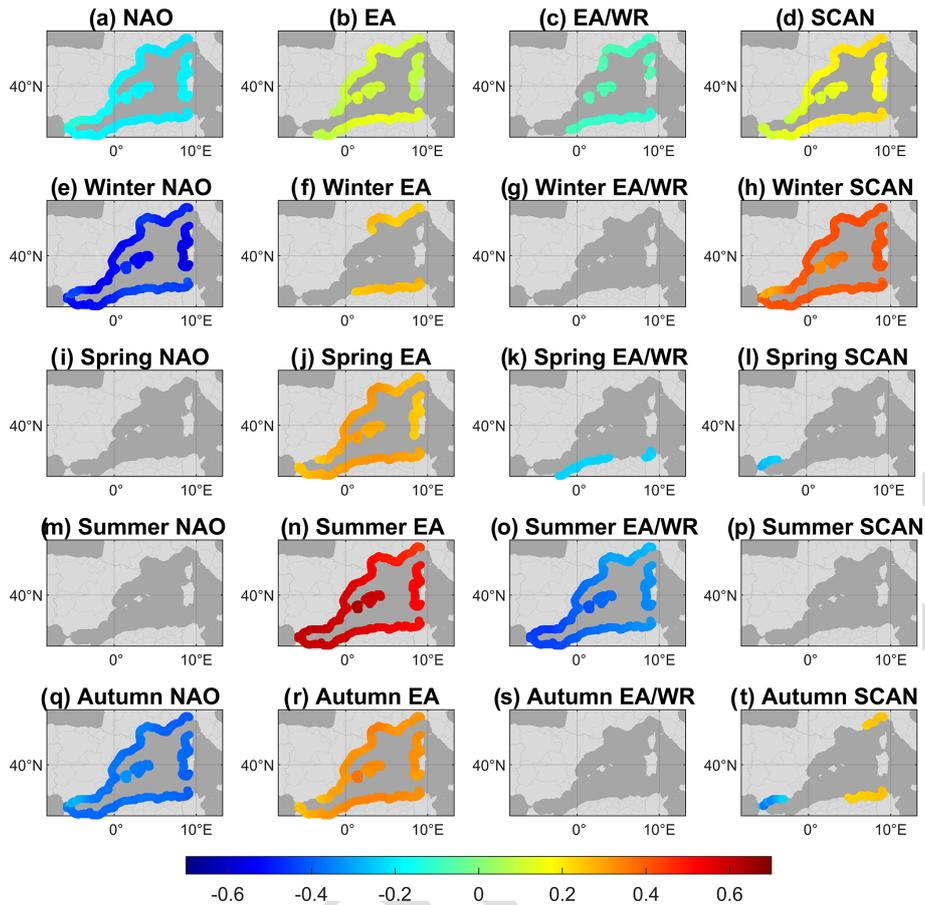 (a) NAO (b) EA (c) EA/WR (d) SCAN
40°N 40°N 40°N 40°N
0° 10°E 0° 10°E 0° 10°E 0° 10°E
(e) Winter NAO (f) Winter EA (g) Winter EA/WR (h) Winter SCAN
40°N 40°N 40°N 40°N
0° 10°E 0° 10°E 0° 10°E 0° 10°E
(i) Spring NAO (j) Spring EA (k) Spring EA/WR (l) Spring SCAN
40°N 40°N 40°N 40°N
0° 10°E 0° 10°E 0° 10°E 0° 10°E
(m) Summer NAO (n) Summer EA (o) Summer EA/WR (p) Summer SCAN
40°N 40°N 40°N 40°N
0° 10°E 0° 10°E 0° 10°E 0° 10°E
(q) Autumn NAO (r) Autumn EA (s) Autumn EA/WR (t) Autumn SCAN
40°N 40°N 40°N 40°N
0° 10°E 0° 10°E 0° 10°E 0° 10°E
-0.6 -0.4 -0.2 0 0.2 0.4 0.6